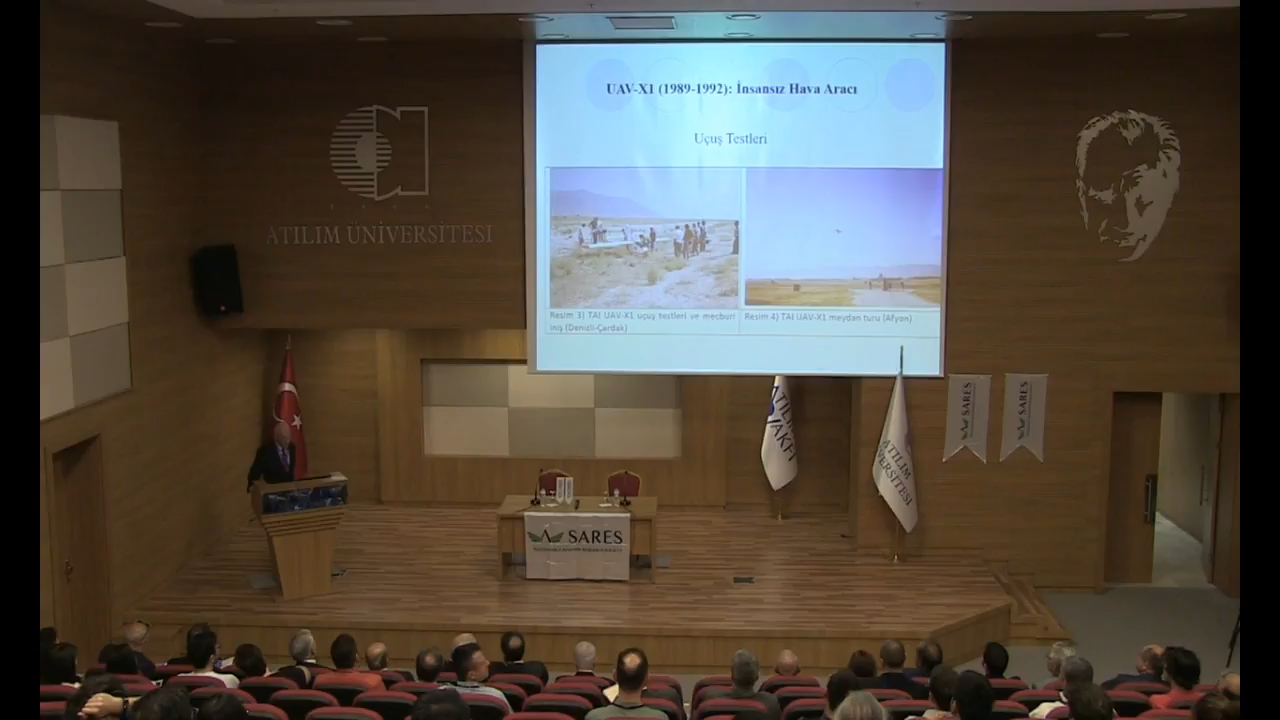 UAV-X1 (1989-1992): İnsansız Hava Aracı
Uçuş Testleri
Resim 3) TAI UAV-X1 uçuş testleri ve mecburi
iniş (Denizli-Çardak)
Resim 4) TAI UAV-X1 meydan turu (Afyon)
ATILIM ÜNİVERSİTESİ
ATILIM
VAKFI
ATILIM
ÜNİVERSİTESİ
SARES
SARES
SARES